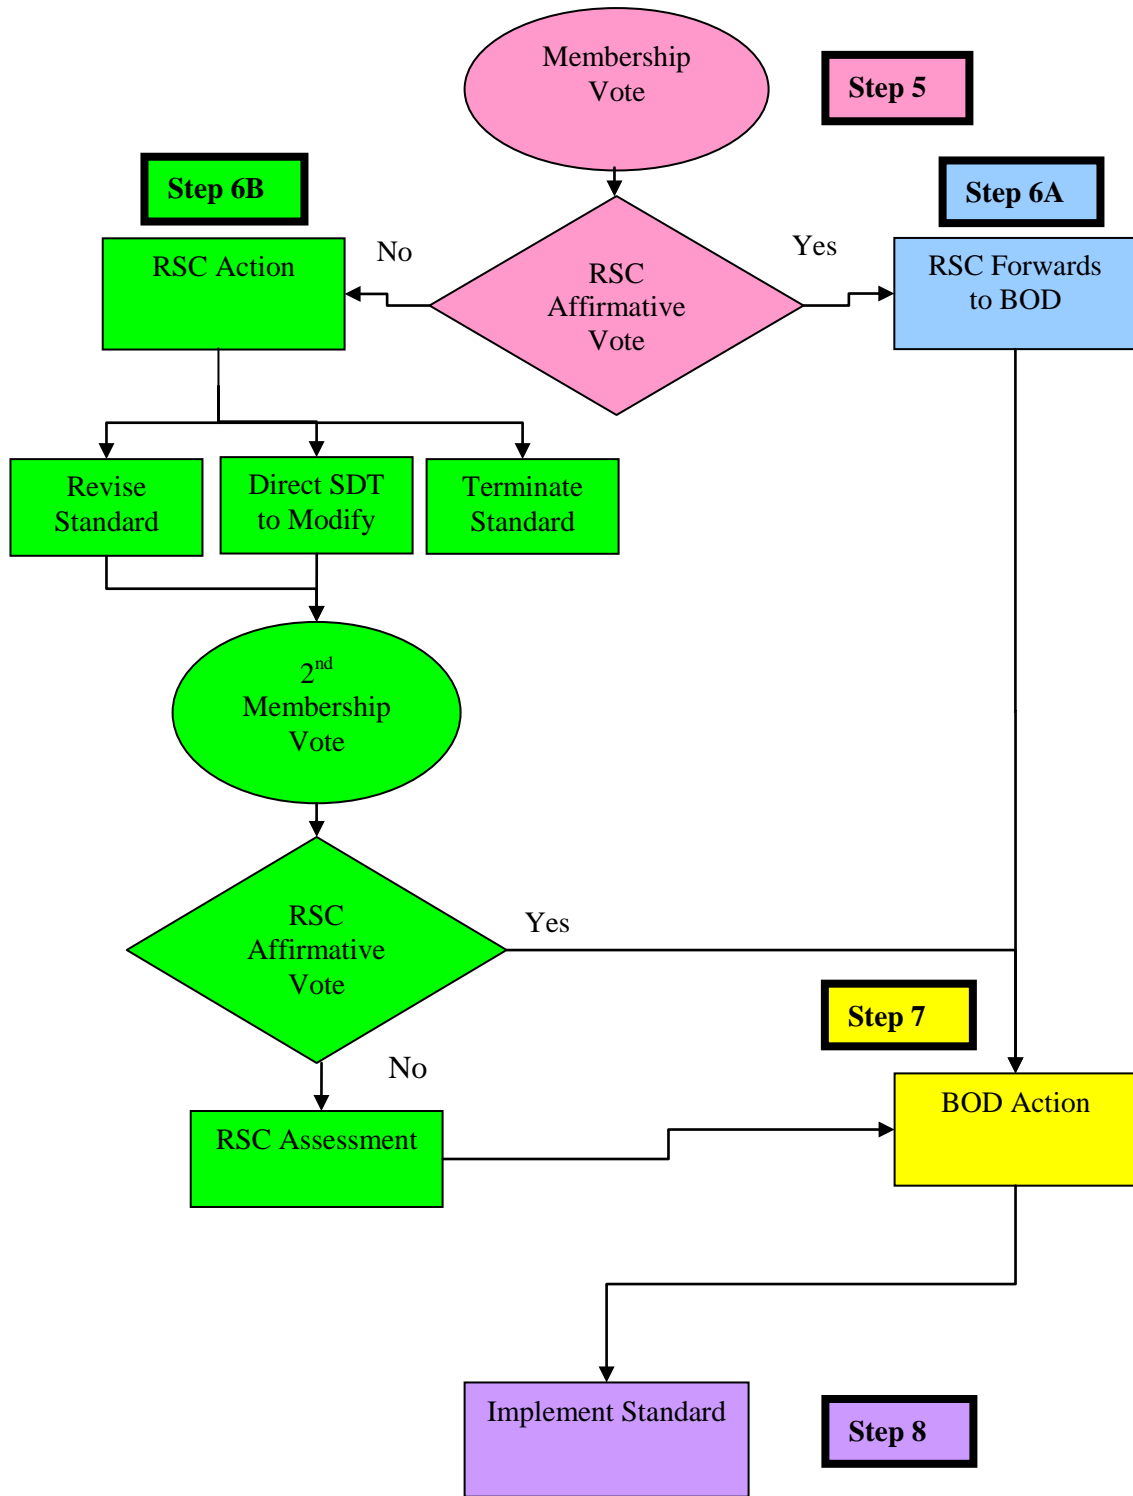 Membership
Vote
Step 5
Step 6B
Step 6A
RSC Action
No
RSC
Affirmative
Vote
Yes
RSC Forwards
to BOD
Revise
Standard
Direct SDT
to Modify
Terminate
Standard
2nd
Membership
Vote
RSC
Affirmative
Vote
Yes
Step 7
No
RSC Assessment
BOD Action
Implement Standard
Step 8